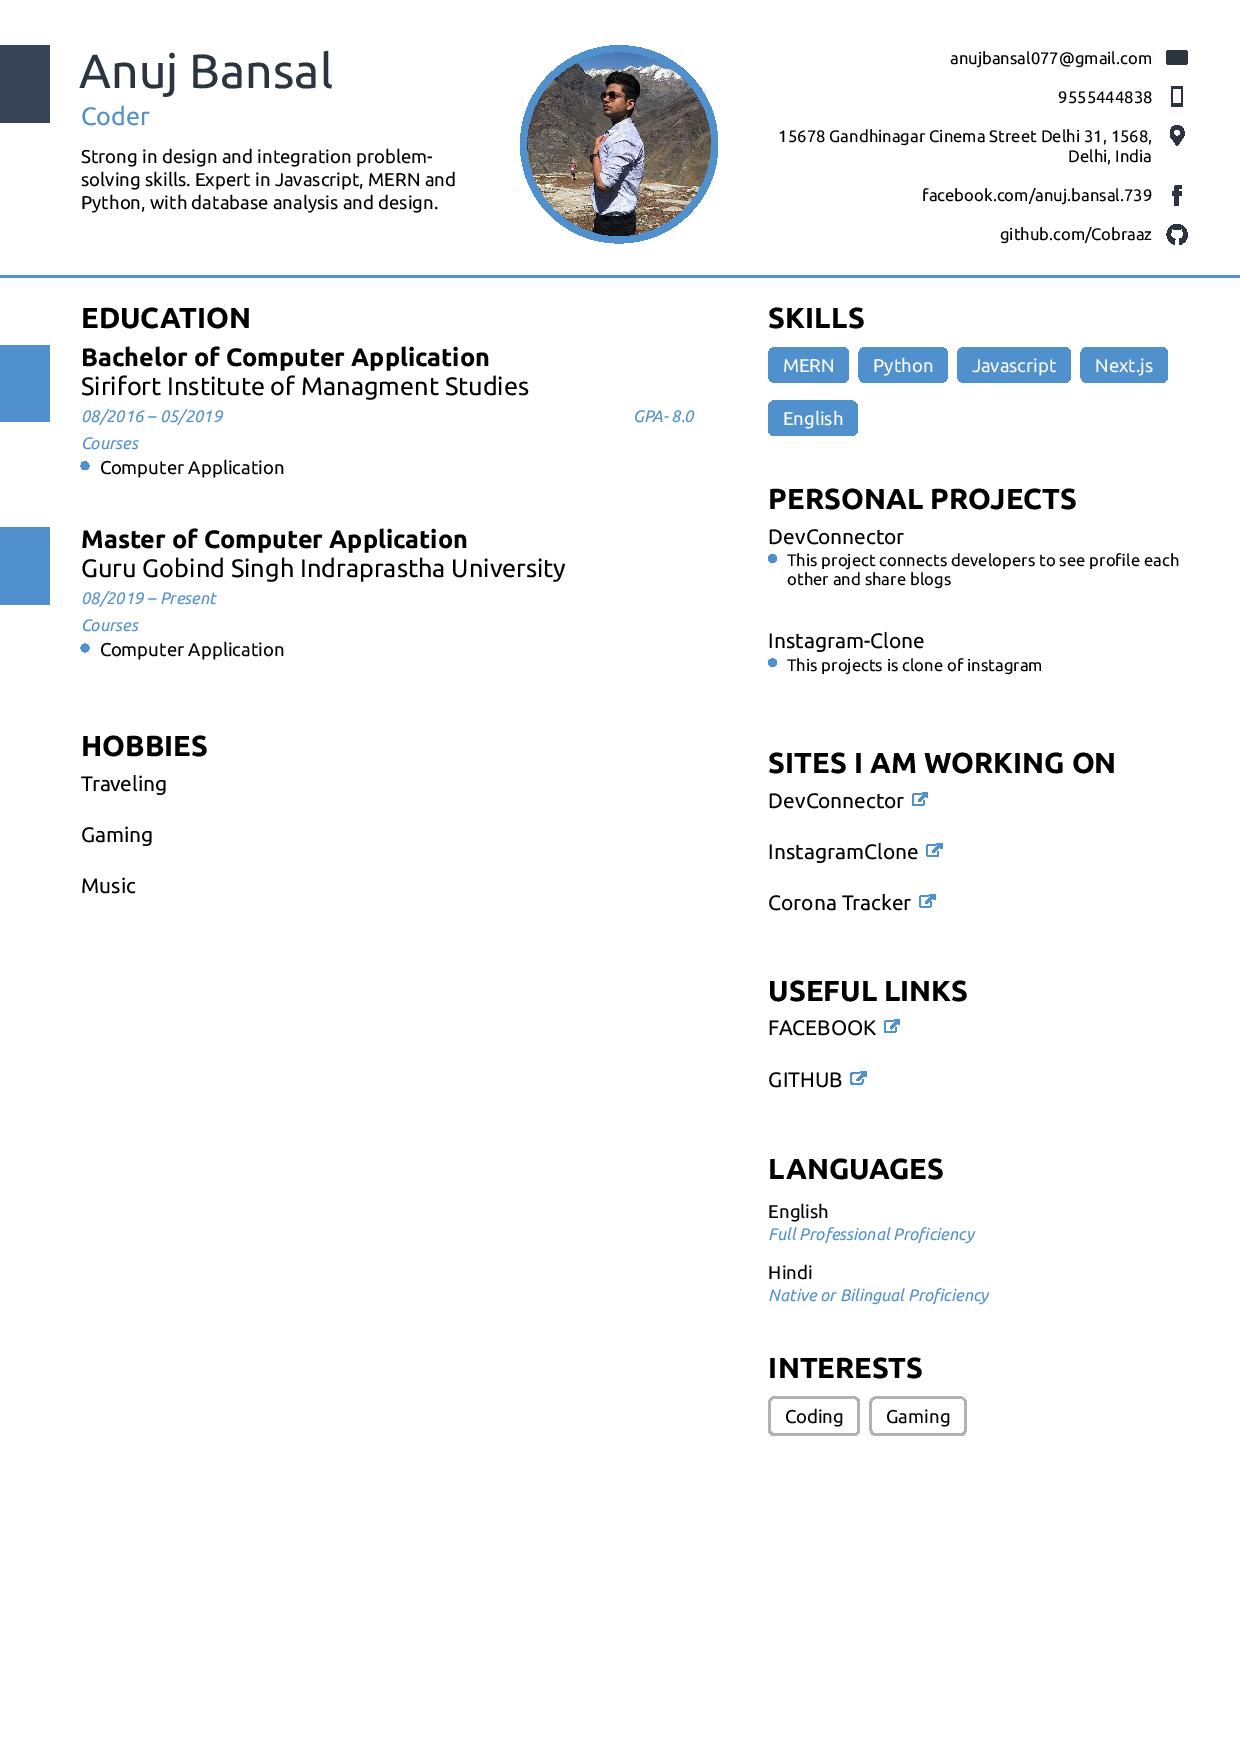 Anuj Bansal
Coder
Strong in design and integration problem-
solving skills. Expert in Javascript, MERN and
Python, with database analysis and design.
anujbansal077@gmail.com
9555444838
15678 Gandhinagar Cinema Street Delhi 31, 1568,
Delhi, India
facebook.com/anuj.bansal.739
github.com/Cobraaz
EDUCATION
Bachelor of Computer Application
Sirifort Institute of Managment Studies
08/2016 – 05/2019 GPA- 8.0
Courses
Computer Application
Master of Computer Application
Guru Gobind Singh Indraprastha University
08/2019 – Present
Courses
Computer Application
HOBBIES
Traveling
Gaming
Music
SKILLS
MERN Python Javascript Next.js
English
PERSONAL PROJECTS
DevConnector
This project connects developers to see profile each
other and share blogs
Instagram-Clone
This projects is clone of instagram
SITES I AM WORKING ON
DevConnector
InstagramClone
Corona Tracker
USEFUL LINKS
FACEBOOK
GITHUB
LANGUAGES
English
Full Professional Proficiency
Hindi
Native or Bilingual Proficiency
INTERESTS
Coding Gaming